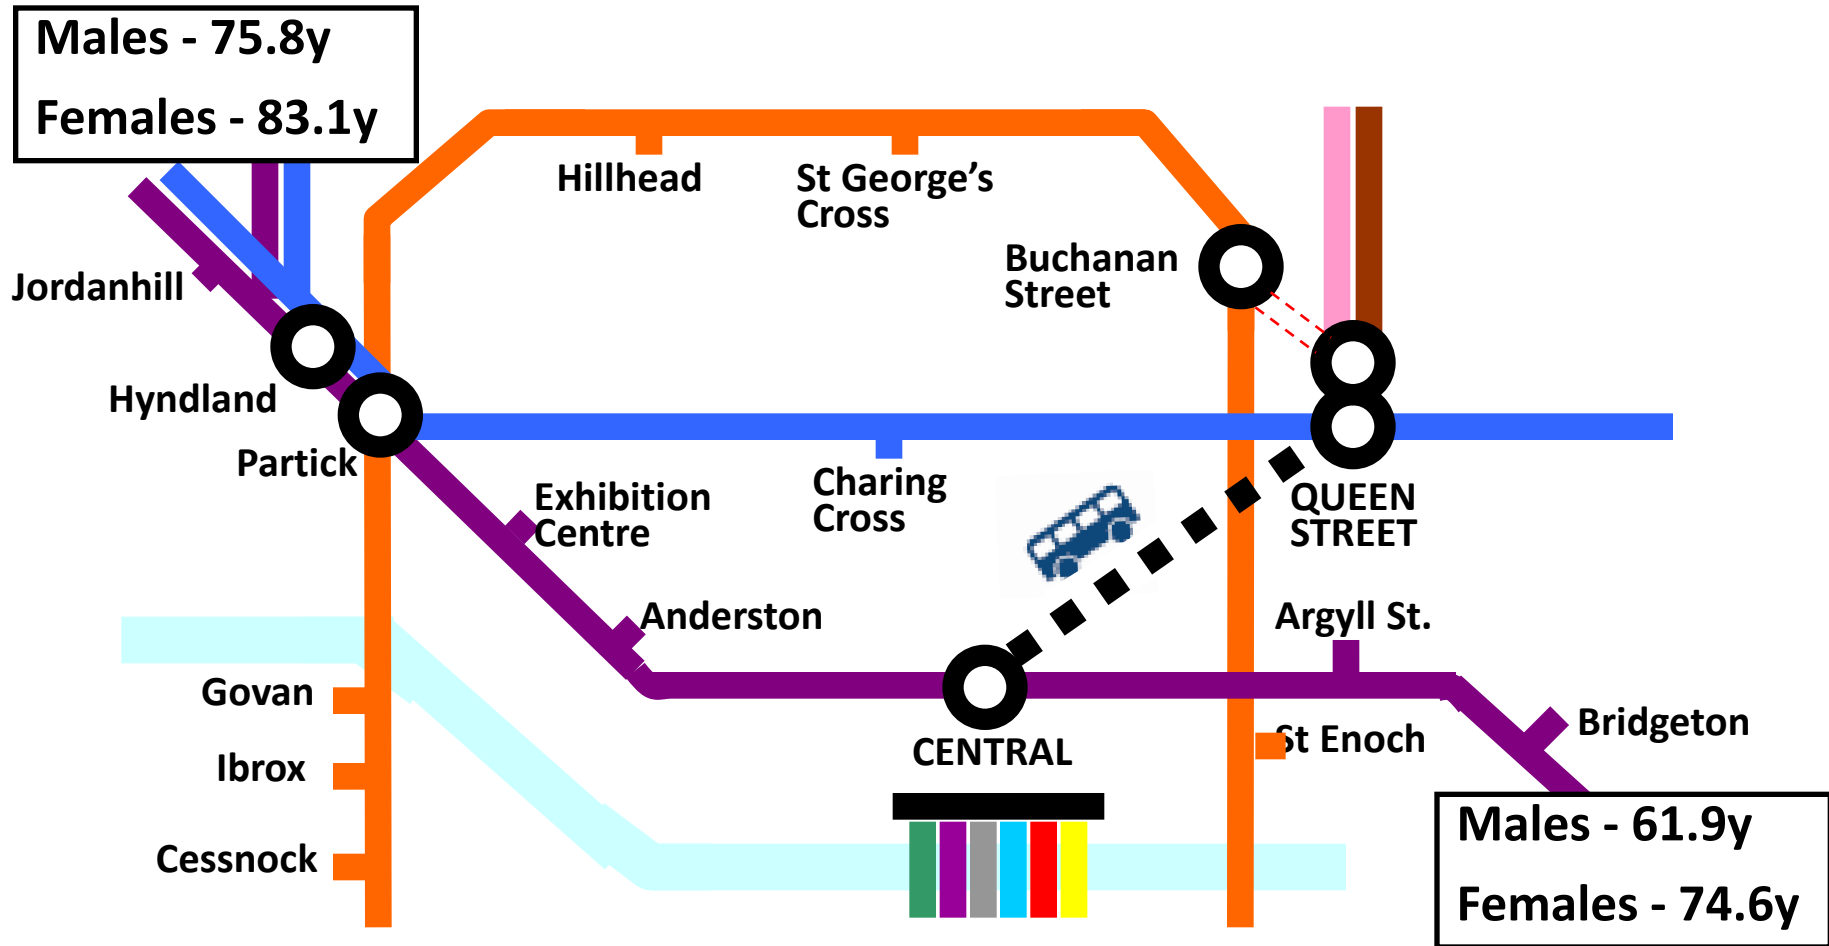 Males - 75.8y
Females - 83.1y
Hillhead
St George’s
Cross
Buchanan
Street
Jordanhill
Hyndland
Partick
Exhibition
Centre
Charing
Cross
QUEEN
STREET
Anderston
Argyll St.
Govan
Ibrox
Cessnock
CENTRAL
St Enoch
Bridgeton
Males - 61.9y
Females - 74.6y